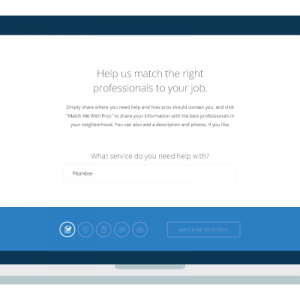 Help us match the right
professionals to your job.
Simply share where you need help and how pros should contact you, and click
"Match Me With Pros" to share your information with the best professionals in
your neighborhood. You can also add a description and photos, if you like.
What service do you need help with?
Plumber
MATCH ME WITH PROS